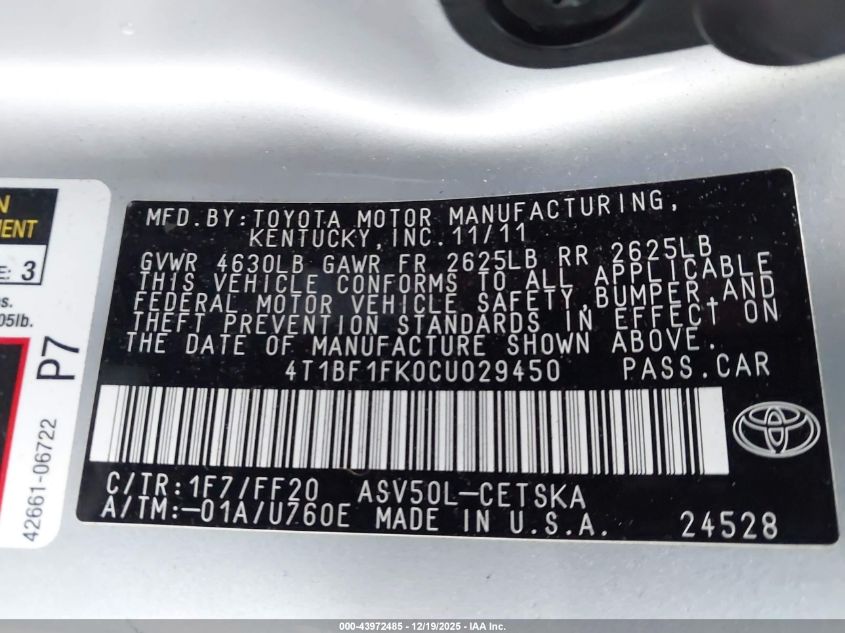 N
MENT
E: 3
s.
05lb.
P7
42661-06722
MFD. BY: TOYOTA MOTOR MANUFACTURING,
KENTUCKY, INC. 11/11
GVWR 4630LB GAWR FR 2625LB RR 2625LB
THIS VEHICLE CONFORMS TO ALL APPLICABLE
FEDERAL MOTOR VEHICLE SAFETY, BUMPER, AND
THEFT PREVENTION STANDARDS IN EFFECT ON
THE DATE OF MANUFACTURE SHOWN ABOVE.
4T1BF1FK0CU029450 PASS. CAR
C/TR: 1F7/FF20 ASV50L-CETSKA
A/TM:-01A/U760E MADE IN U.S.A. 24528
000-43972485 - 12/19/2025 - IAA Inc.